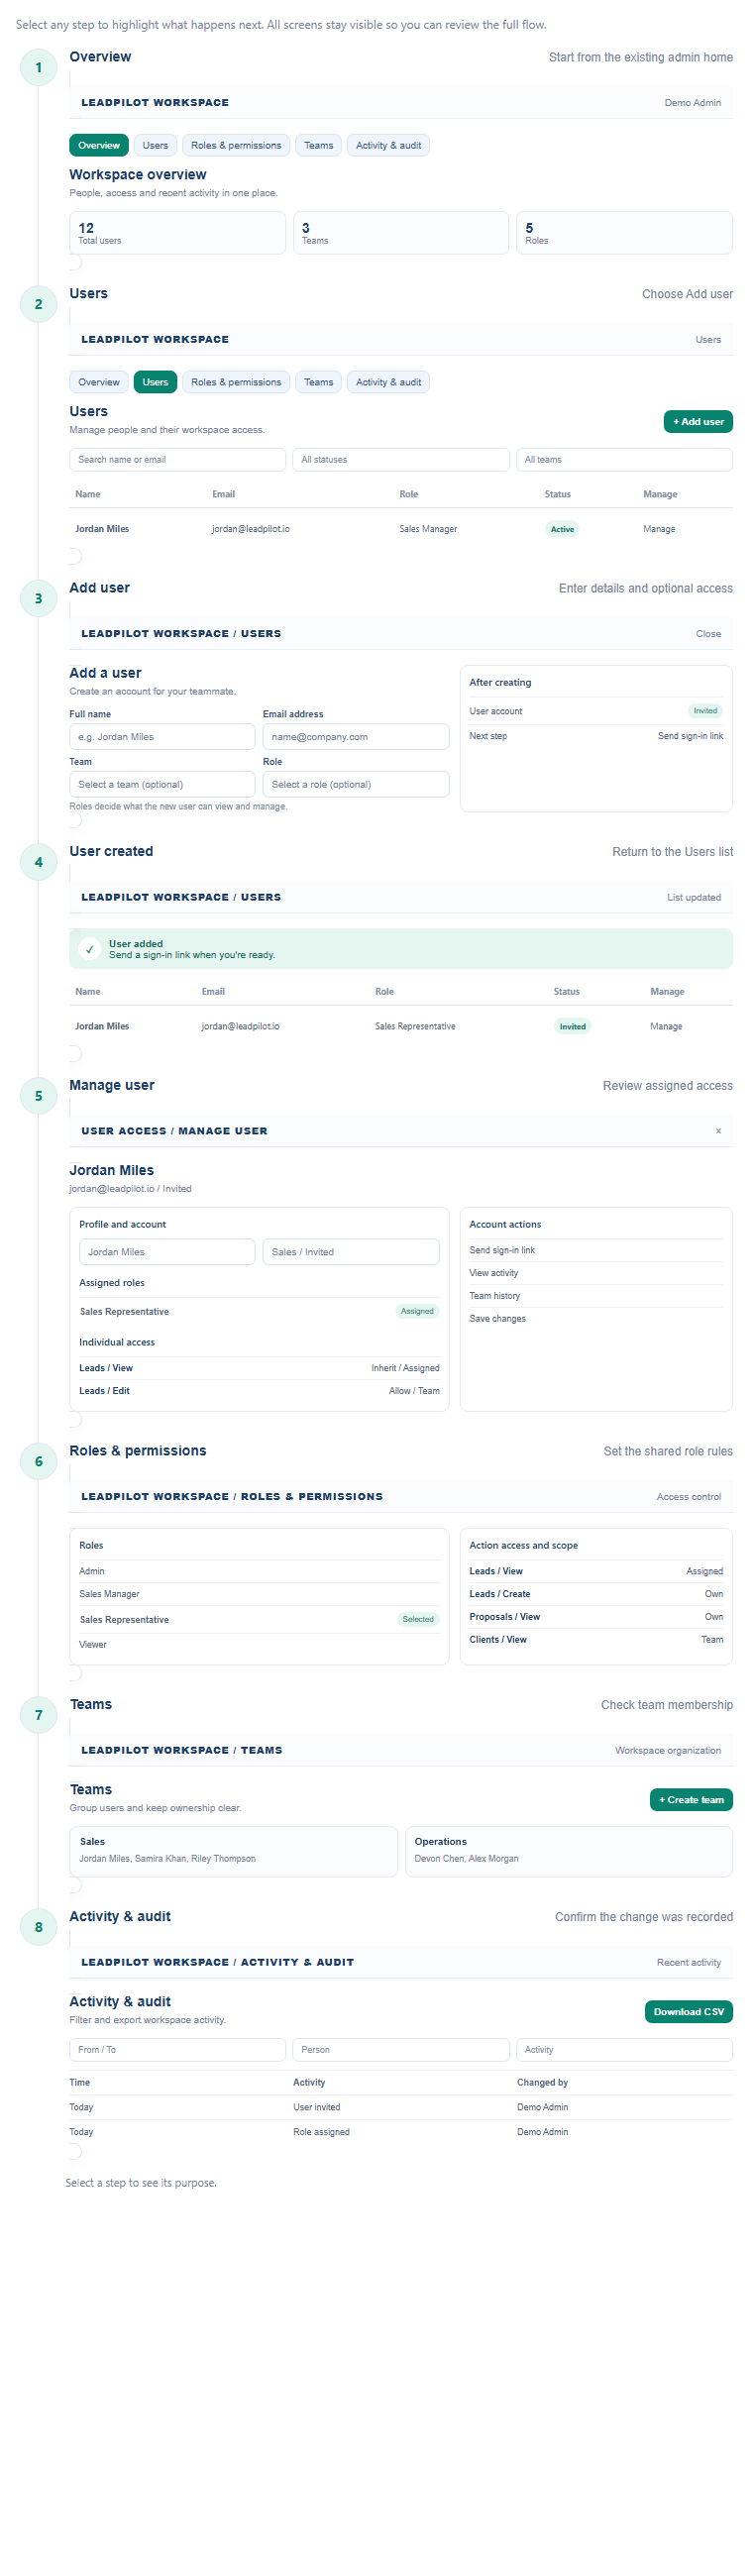 Select any step to highlight what happens next. All screens stay visible so you can review the full flow.
1
Overview
Start from the existing admin home
LEADPILOT WORKSPACE
Demo Admin
Overview Users Roles & permissions Teams Activity & audit
Workspace overview
People, access and recent activity in one place.
12
Total users
3
Teams
5
Roles
2
Users
Choose Add user
LEADPILOT WORKSPACE
Users
Overview Users Roles & permissions Teams Activity & audit
Users
Manage people and their workspace access.
+ Add user
Search name or email All statuses All teams
Name Email Role Status Manage
Jordan Miles jordan@leadpilot.io Sales Manager Active Manage
3
Add user
Enter details and optional access
LEADPILOT WORKSPACE / USERS
Close
Add a user
Create an account for your teammate.
Full name Email address
e.g. Jordan Miles name@company.com
Team Role
Select a team (optional) Select a role (optional)
Roles decide what the new user can view and manage.
After creating
User account Invited
Next step Send sign-in link
4
User created
Return to the Users list
LEADPILOT WORKSPACE / USERS
List updated
✓
User added
Send a sign-in link when you're ready.
Name Email Role Status Manage
Jordan Miles jordan@leadpilot.io Sales Representative Invited Manage
5
Manage user
Review assigned access
USER ACCESS / MANAGE USER
×
Jordan Miles
jordan@leadpilot.io / Invited
Profile and account
Jordan Miles Sales / Invited
Assigned roles
Sales Representative Assigned
Individual access
Leads / View Inherit / Assigned
Leads / Edit Allow / Team
Account actions
Send sign-in link
View activity
Team history
Save changes
6
Roles & permissions
Set the shared role rules
LEADPILOT WORKSPACE / ROLES & PERMISSIONS
Access control
Roles
Admin
Sales Manager
Sales Representative Selected
Viewer
Action access and scope
Leads / View Assigned
Leads / Create Own
Proposals / View Own
Clients / View Team
7
Teams
Check team membership
LEADPILOT WORKSPACE / TEAMS
Workspace organization
Teams
Group users and keep ownership clear.
+ Create team
Sales
Jordan Miles, Samira Khan, Riley Thompson
Operations
Devon Chen, Alex Morgan
8
Activity & audit
Confirm the change was recorded
LEADPILOT WORKSPACE / ACTIVITY & AUDIT
Recent activity
Activity & audit
Filter and export workspace activity.
Download CSV
From / To Person Activity
Time Activity Changed by
Today User invited Demo Admin
Today Role assigned Demo Admin
Select a step to see its purpose.